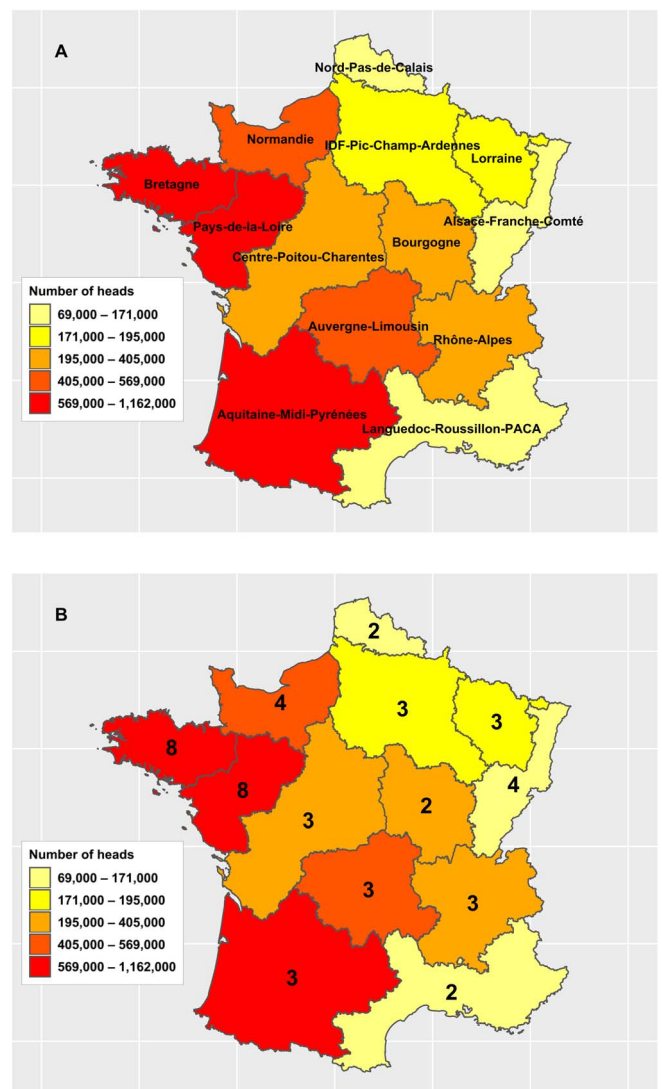 A
Nord-Pas-de-Calais
Normandie
IDF-Pic-Champ-Ardennes
Lorraine
Bretagne
Pays-de-la-Loire
Alsace-Franche-Comté
Bourgogne
Centre-Poitou-Charentes
Number of heads
69,000 – 171,000
171,000 – 195,000
195,000 – 405,000
405,000 – 569,000
569,000 – 1,162,000
Auvergne-Limousin
Rhône-Alpes
Aquitaine-Midi-Pyrénées
Languedoc-Roussillon-PACA
B
2
4
3
3
8
8
4
3
2
Number of heads
69,000 – 171,000
171,000 – 195,000
195,000 – 405,000
405,000 – 569,000
569,000 – 1,162,000
3
3
3
2